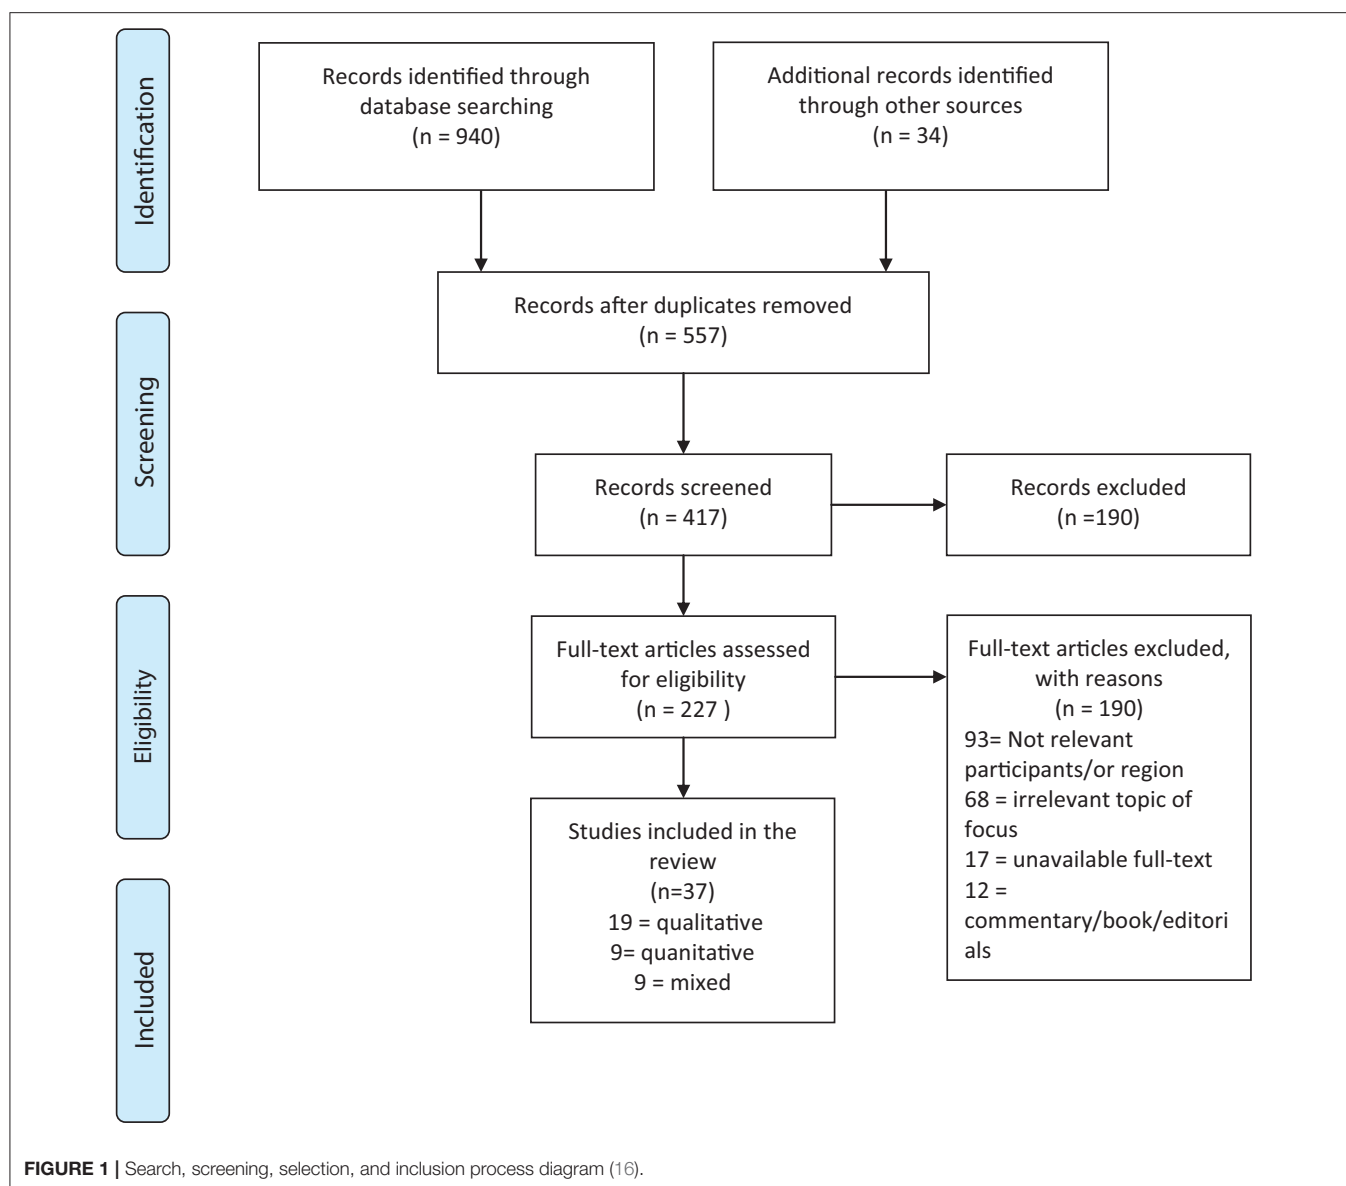 Identification
Records identified through
database searching
(n = 940)
Additional records identified
through other sources
(n = 34)
Records after duplicates removed
(n = 557)
Screening
Records screened
(n = 417)
Records excluded
(n =190)
Eligibility
Full-text articles assessed
for eligibility
(n = 227 )
Full-text articles excluded,
with reasons
(n = 190)
93= Not relevant
participants/or region
68 = irrelevant topic of
focus
17 = unavailable full-text
12 =
commentary/book/editori
als
Included
Studies included in the
review
(n=37)
19 = qualitative
9= quanitative
9 = mixed
FIGURE 1 | Search, screening, selection, and inclusion process diagram (16).